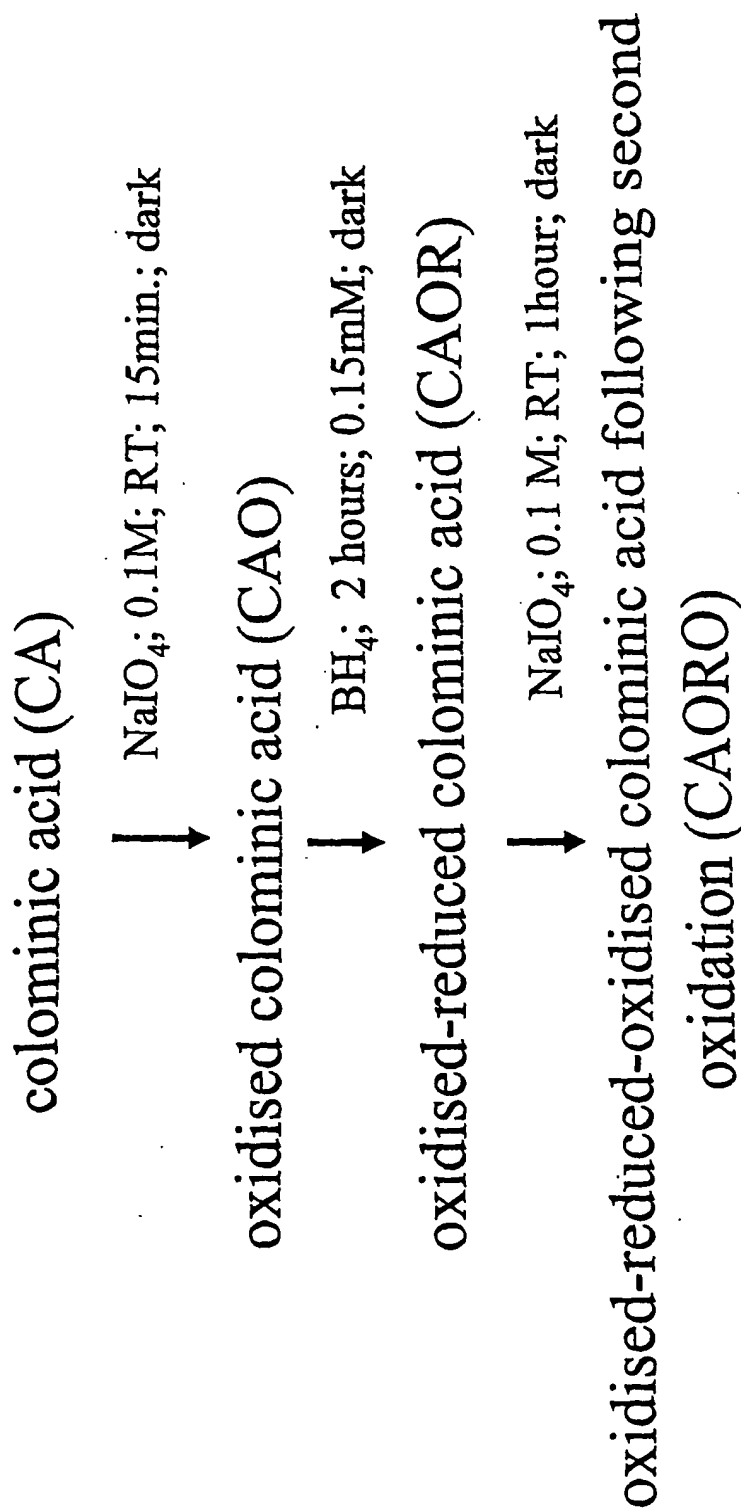 colominic acid (CA)
NaIO₄; 0.1M; RT; 15min.; dark
oxidised colominic acid (CAO)
BH₄; 2 hours; 0.15mM; dark
oxidised-reduced colominic acid (CAOR)
NaIO₄; 0.1 M; RT; 1hour; dark
oxidised-reduced-oxidised colominic acid following second
oxidation (CAORO)